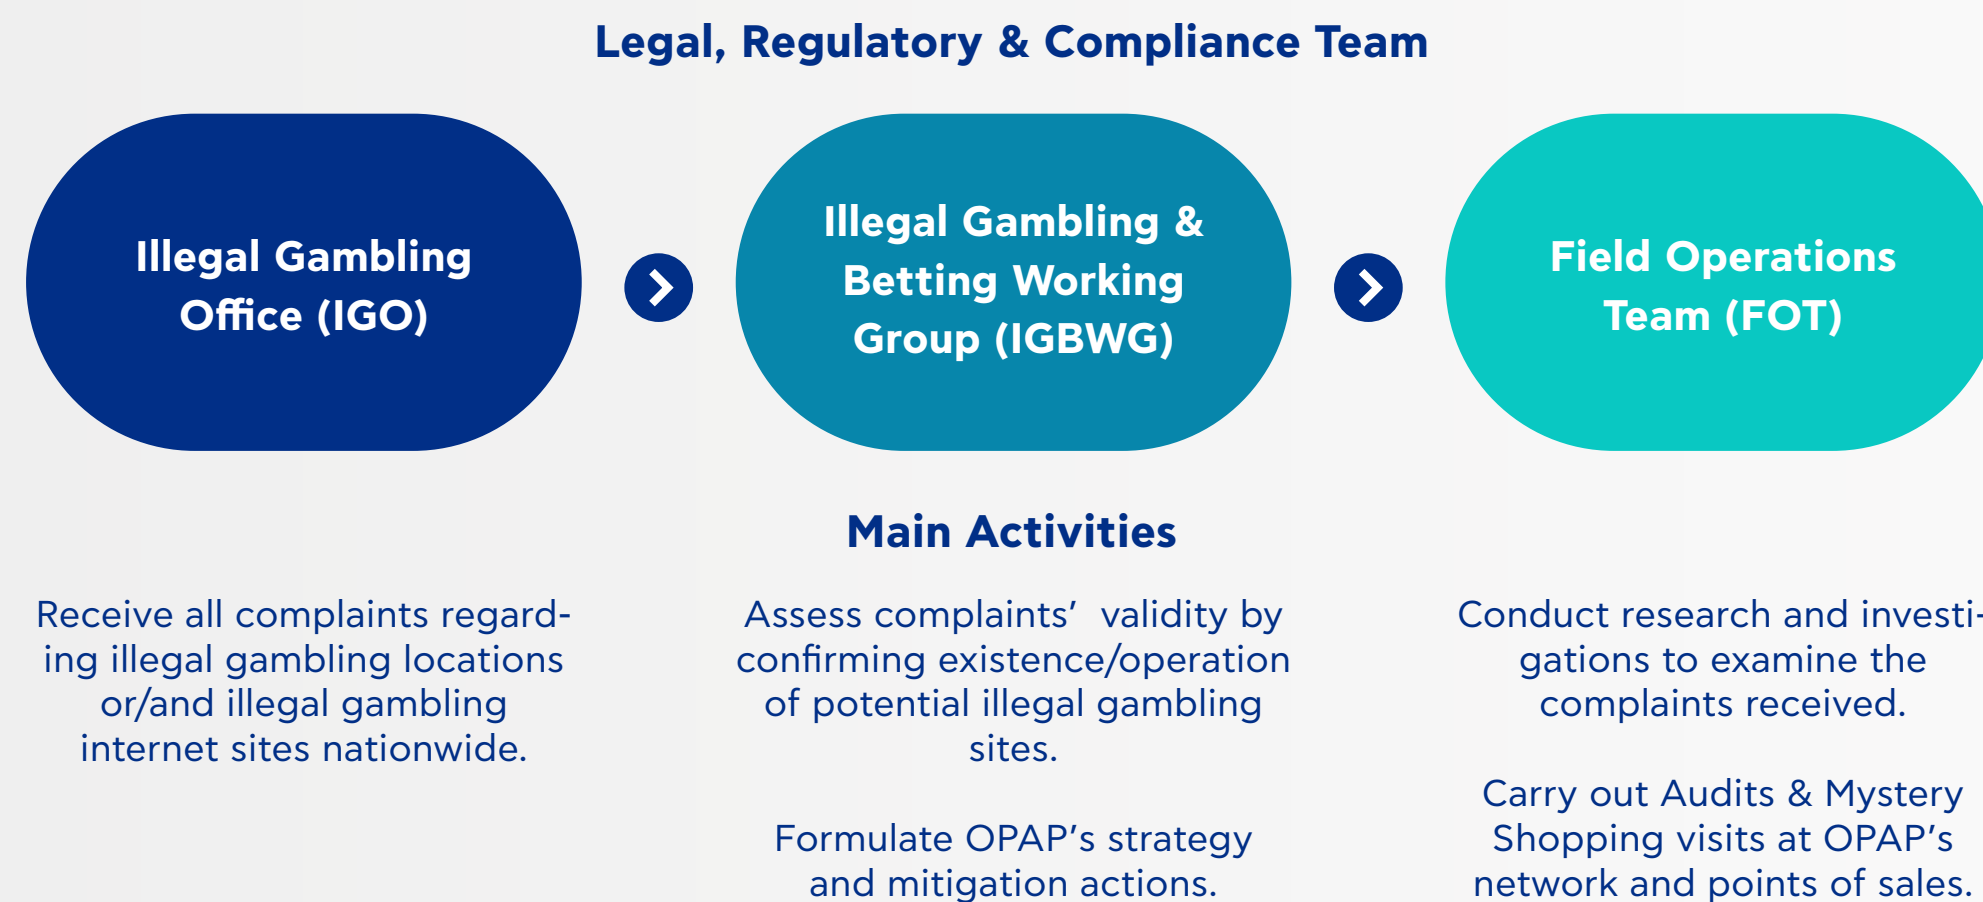 Legal, Regulatory & Compliance Team
Illegal Gambling
Office (IGO)
Illegal Gambling &
Betting Working
Group (IGBWG)
Field Operations
Team (FOT)
Main Activities
Receive all complaints regard-
ing illegal gambling locations
or/and illegal gambling
internet sites nationwide.
Assess complaints’  validity by
confirming existence/operation
of potential illegal gambling
sites.
Formulate OPAP’s strategy
and mitigation actions.
Conduct research and investi-
gations to examine the
complaints received.
Carry out Audits & Mystery
Shopping visits at OPAP’s
network and points of sales.